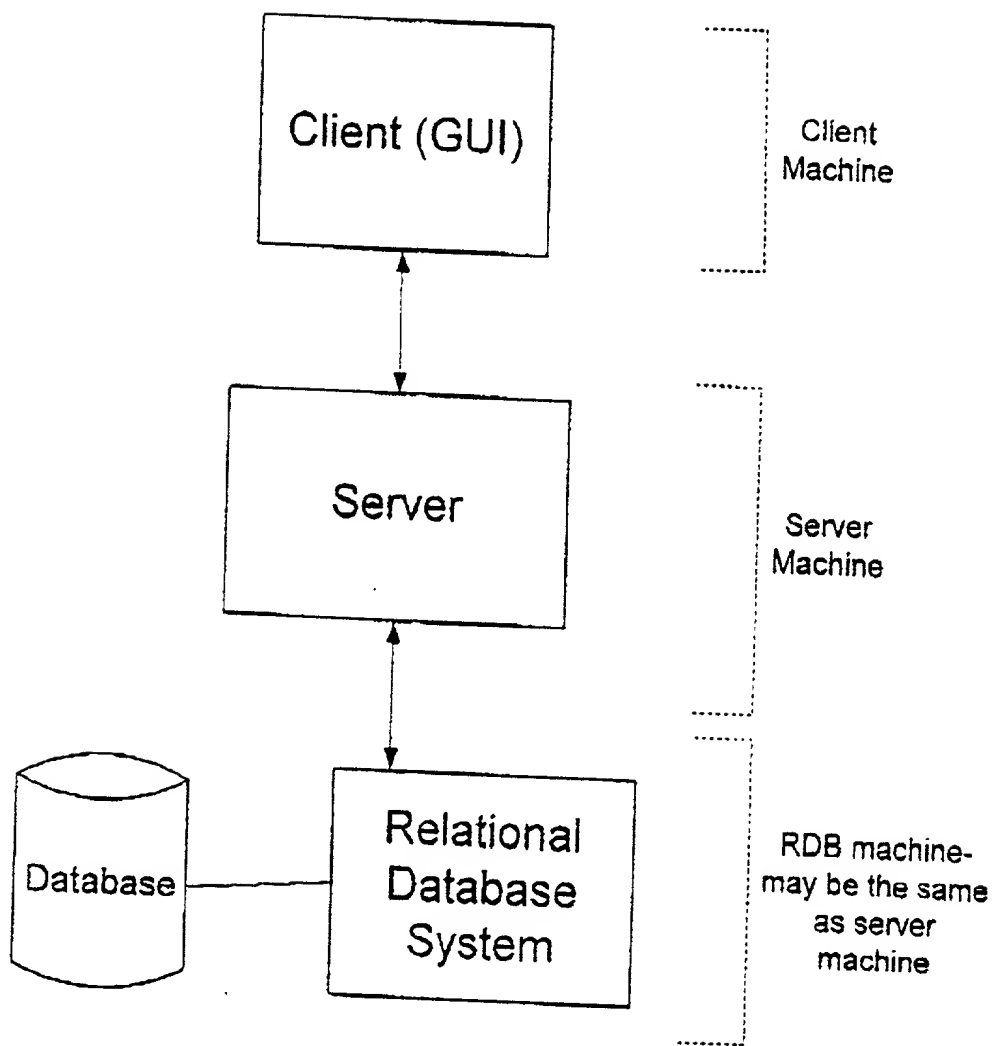 Client (GUI)
Client
Machine
Server
Server
Machine
Database
Relational
Database
System
RDB machine-
may be the same
as server
machine